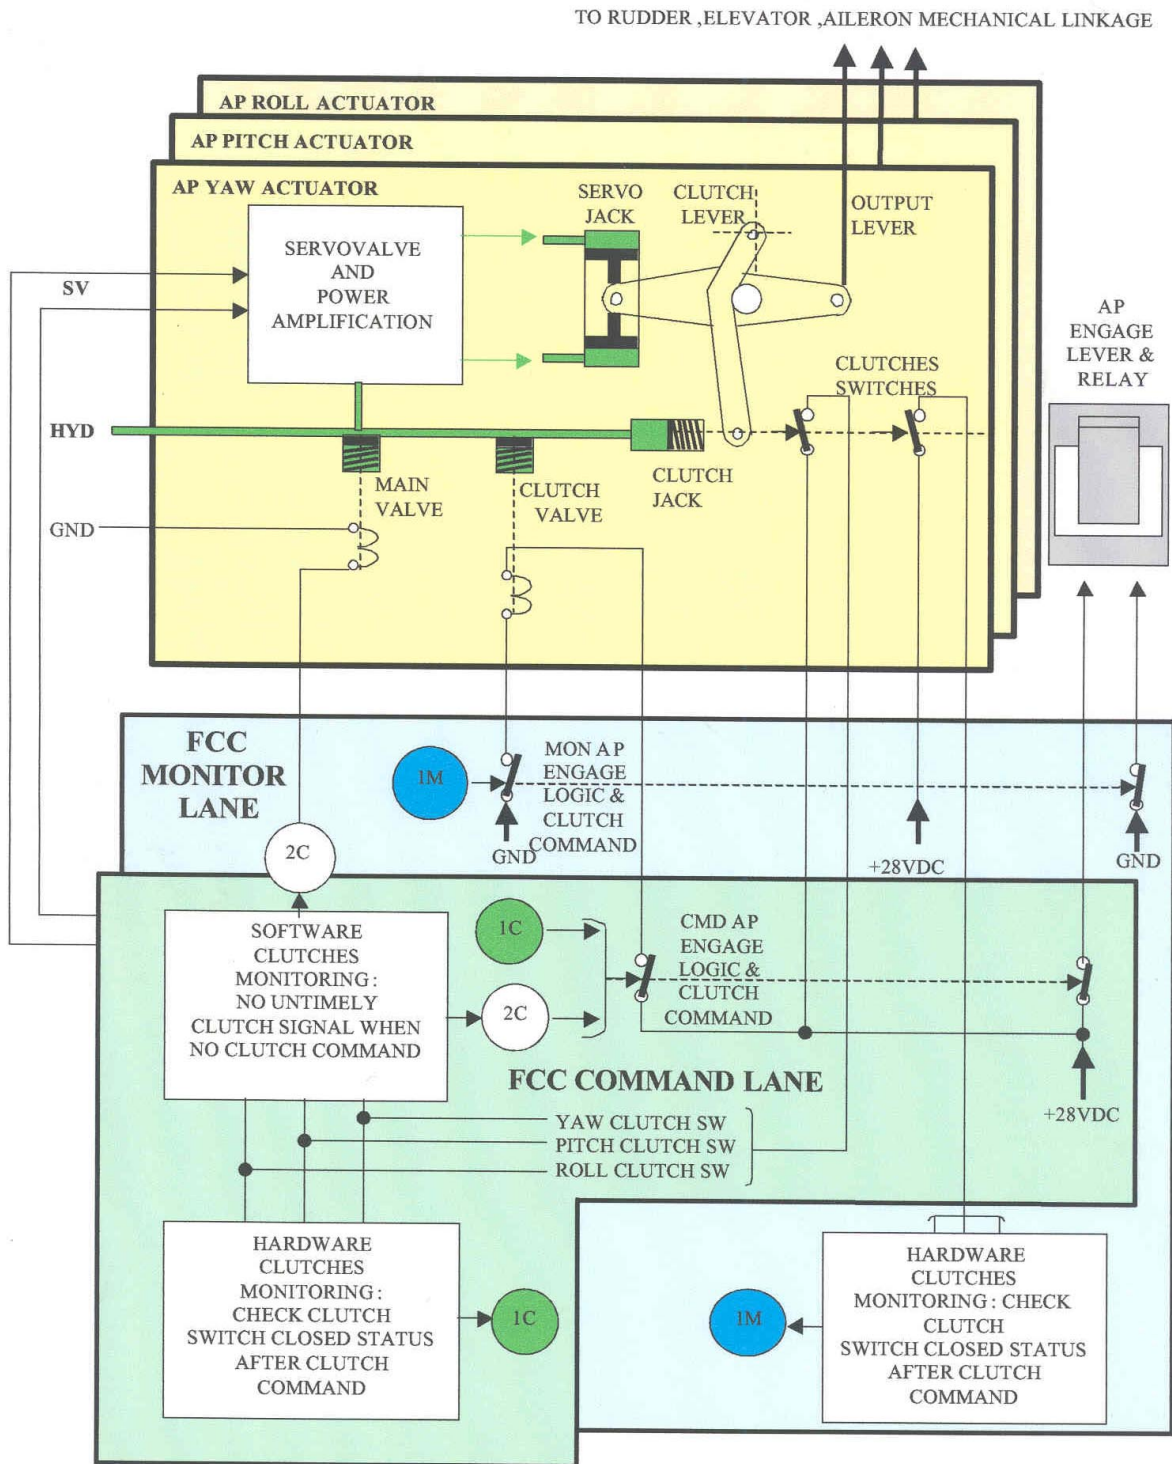 TO RUDDER ,ELEVATOR ,AILERON MECHANICAL LINKAGE
AP ROLL ACTUATOR
AP PITCH ACTUATOR
AP YAW ACTUATOR
SERVOVALVE
AND
POWER
AMPLIFICATION
SERVO
JACK
CLUTCH
LEVER
OUTPUT
LEVER
SV
AP
ENGAGE
LEVER &
RELAY
CLUTCHES
SWITCHES
HYD
MAIN
VALVE
CLUTCH
VALVE
CLUTCH
JACK
GND
FCC
MONITOR
LANE
1M
MON AP
ENGAGE
LOGIC &
CLUTCH
COMMAND
GND
+28VDC
GND
2C
SOFTWARE
CLUTCHES
MONITORING :
NO UNTIMELY
CLUTCH SIGNAL WHEN
NO CLUTCH COMMAND
1C
2C
CMD AP
ENGAGE
LOGIC &
CLUTCH
COMMAND
FCC COMMAND LANE
+28VDC
YAW CLUTCH SW
PITCH CLUTCH SW
ROLL CLUTCH SW
HARDWARE
CLUTCHES
MONITORING :
CHECK CLUTCH
SWITCH CLOSED STATUS
AFTER CLUTCH
COMMAND
1C
1M
HARDWARE
CLUTCHES
MONITORING : CHECK
CLUTCH
SWITCH CLOSED STATUS
AFTER CLUTCH
COMMAND